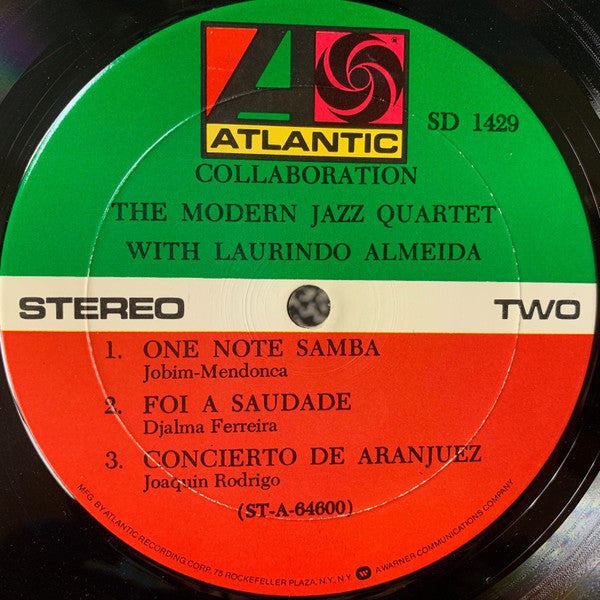 ATLANTIC
SD 1429
COLLABORATION
THE MODERN JAZZ QUARTET
WITH LAURINDO ALMEIDA
STEREO TWO
1. ONE NOTE SAMBA
Jobim-Mendonca
2. FOI A SAUDADE
Djalma Ferreira
3. CONCIERTO DE ARANJUEZ
Joaquin Rodrigo
(ST-A-64600)
MFG. BY ATLANTIC RECORDING CORP. 75 ROCKEFELLER PLAZA, N.Y. N.Y. A WARNER COMMUNICATIONS COMPANY